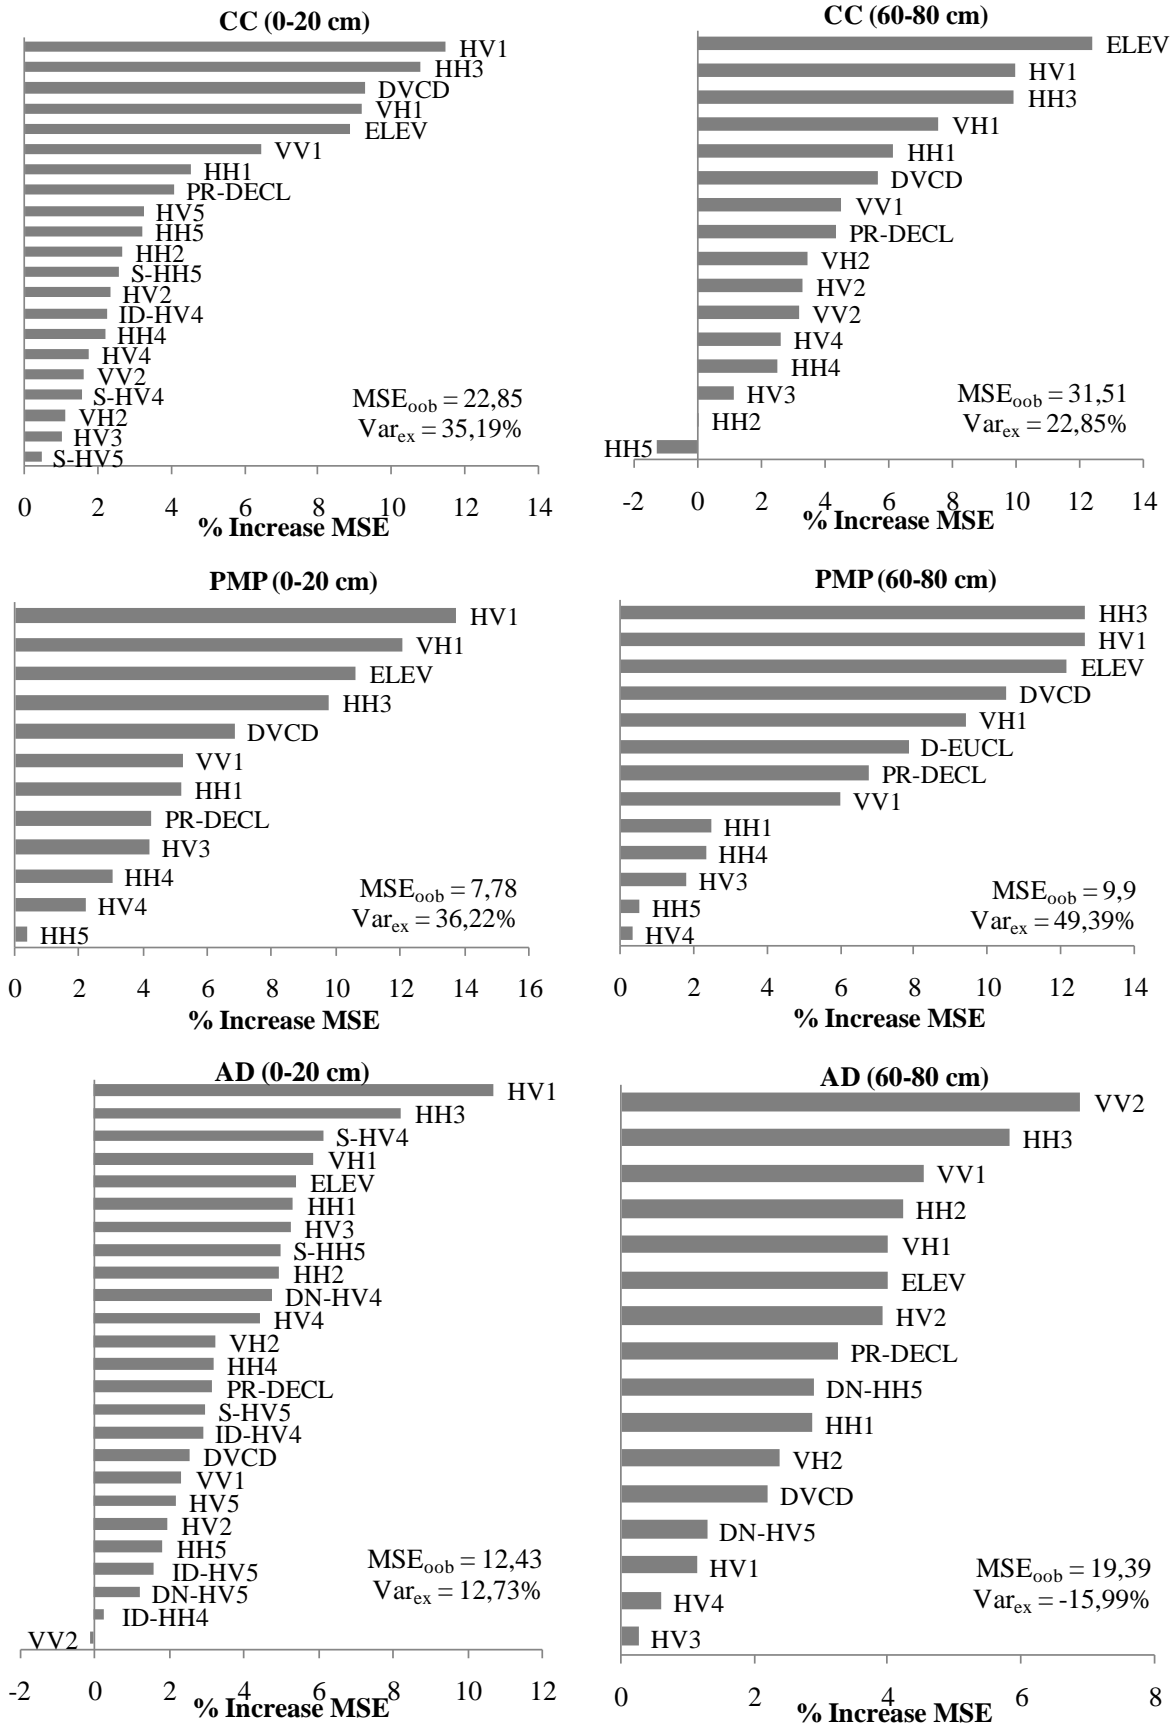 CC (0-20 cm)
HV1
HH3
DVCD
VH1
ELEV
VV1
HH1
PR-DECL
HV5
HH5
HH2
S-HH5
HV2
ID-HV4
HH4
HV4
VV2
S-HV4
VH2
HV3
S-HV5
MSEoob = 22,85
Varex = 35,19%
0 2 4 6 8 10 12 14
% Increase MSE
CC (60-80 cm)
ELEV
HV1
HH3
VH1
HH1
DVCD
VV1
PR-DECL
VH2
HV2
VV2
HV4
HH4
HV3
HH2
HH5
MSEoob = 31,51
Varex = 22,85%
-2 0 2 4 6 8 10 12 14
% Increase MSE
PMP (0-20 cm)
HV1
VH1
ELEV
HH3
DVCD
VV1
HH1
PR-DECL
HV3
HH4
HV4
HH5
MSEoob = 7,78
Varex = 36,22%
0 2 4 6 8 10 12 14 16
% Increase MSE
PMP (60-80 cm)
HH3
HV1
ELEV
DVCD
VH1
D-EUCL
PR-DECL
VV1
HH1
HH4
HV3
HH5
HV4
MSEoob = 9,9
Varex = 49,39%
0 2 4 6 8 10 12 14
% Increase MSE
AD (0-20 cm)
HV1
HH3
S-HV4
VH1
ELEV
HH1
HV3
S-HH5
HH2
DN-HV4
HV4
VH2
HH4
PR-DECL
S-HV5
ID-HV4
DVCD
VV1
HV5
HV2
HH5
ID-HV5
DN-HV5
ID-HH4
VV2
MSEoob = 12,43
Varex = 12,73%
-2 0 2 4 6 8 10 12
% Increase MSE
AD (60-80 cm)
VV2
HH3
VV1
HH2
VH1
ELEV
HV2
PR-DECL
DN-HH5
HH1
VH2
DVCD
DN-HV5
HV1
HV4
HV3
MSEoob = 19,39
Varex = -15,99%
0 2 4 6 8
% Increase MSE